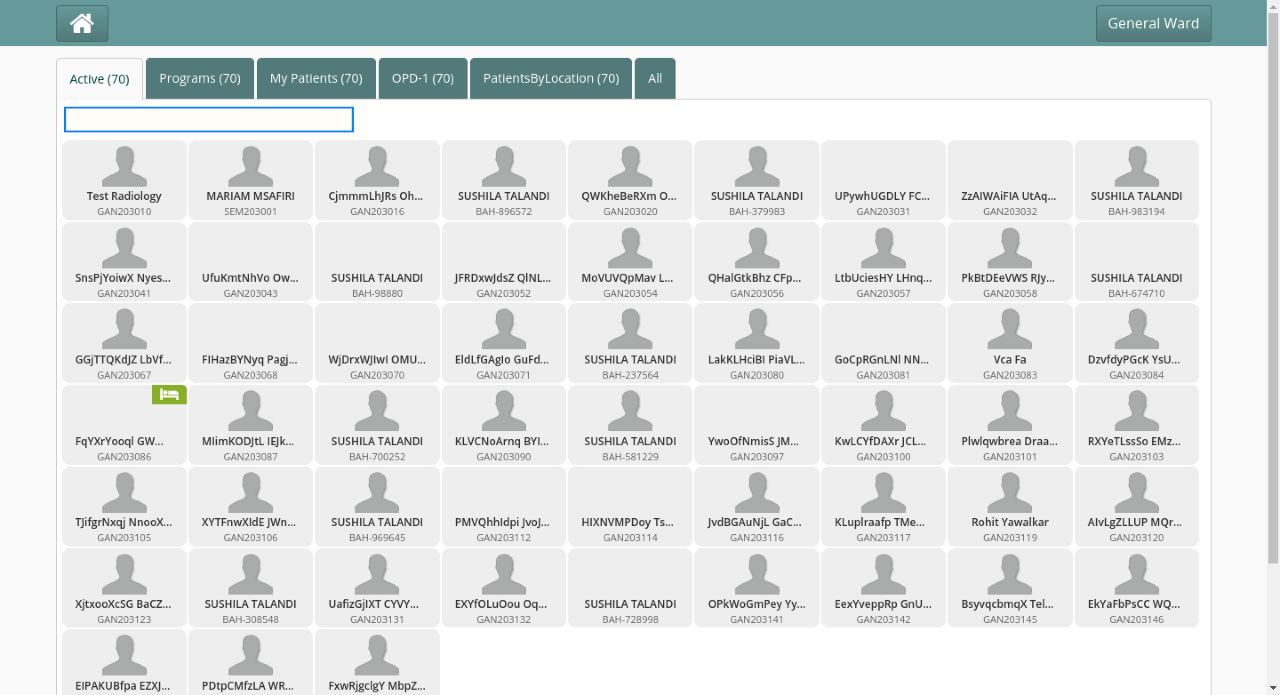 General Ward
Active (70) Programs (70) My Patients (70) OPD-1 (70) PatientsByLocation (70) All
Test Radiology MARIAM MSAFIRI CjmmmLhJRs Oh... SUSHILA TALANDI QWKheBeRXm O... SUSHILA TALANDI UPywhUGDLY FC... ZzAIWAiFIA UtAq... SUSHILA TALANDI
GAN203010 SEM203001 GAN203016 BAH-896572 GAN203020 BAH-379983 GAN203031 GAN203032 BAH-983194
SnsPjYoiwX Nyes... UfuKmtNhVo Ow... SUSHILA TALANDI JFRDxwJdsZ QlNL... MoVUVQpMav L... QHalGtkBhz CFp... LtbUciesHY LHnq... PkBtDEeVWS RJy... SUSHILA TALANDI
GAN203041 GAN203043 BAH-98880 GAN203052 GAN203054 GAN203056 GAN203057 GAN203058 BAH-674710
GGjTTQKdJZ LbVf... FIHazBYNyq Pagj... WjDrxWJIwI OMU... EldLfGAgIo GuFd... SUSHILA TALANDI LakKLHciBI PiaVL... GoCpRGnLNl NN... Vca Fa DzvfdyPGcK YsU...
GAN203067 GAN203068 GAN203070 GAN203071 BAH-237564 GAN203080 GAN203081 GAN203083 GAN203084
FqYXrYooql GW... MIimKODJtL IEJk... SUSHILA TALANDI KLVCNoArnq BYI... SUSHILA TALANDI YwoOfNmisS JM... KwLCYfDAXr JCL... Plwlqwbrea Draa... RXYeTLssSo EMz...
GAN203086 GAN203087 BAH-700252 GAN203090 BAH-581229 GAN203097 GAN203100 GAN203101 GAN203103
TJifgrNxqj NnooX... XYTFnwXIdE JWn... SUSHILA TALANDI PMVQhhIdpi JvoJ... HIXNVMPDoy Ts... JvdBGAuNjL GaC... KLuplraafp TMe... Rohit Yawalkar AIvLgZLLUP MQr...
GAN203105 GAN203106 BAH-969645 GAN203112 GAN203114 GAN203116 GAN203117 GAN203119 GAN203120
XjtxooXcSG BaCZ... SUSHILA TALANDI UafizGjIXT CYVY... EXYfOLuOou Oq... SUSHILA TALANDI OPkWoGmPey Yy... EexYveppRp GnU... BsyvqcbmqX Tel... EkYaFbPsCC WQ...
GAN203123 BAH-308548 GAN203131 GAN203132 BAH-728998 GAN203141 GAN203142 GAN203145 GAN203146
EIPAKUBfpa EZXJ... PDtpCMfzLA WR... FxwRjgclgY MbpZ...